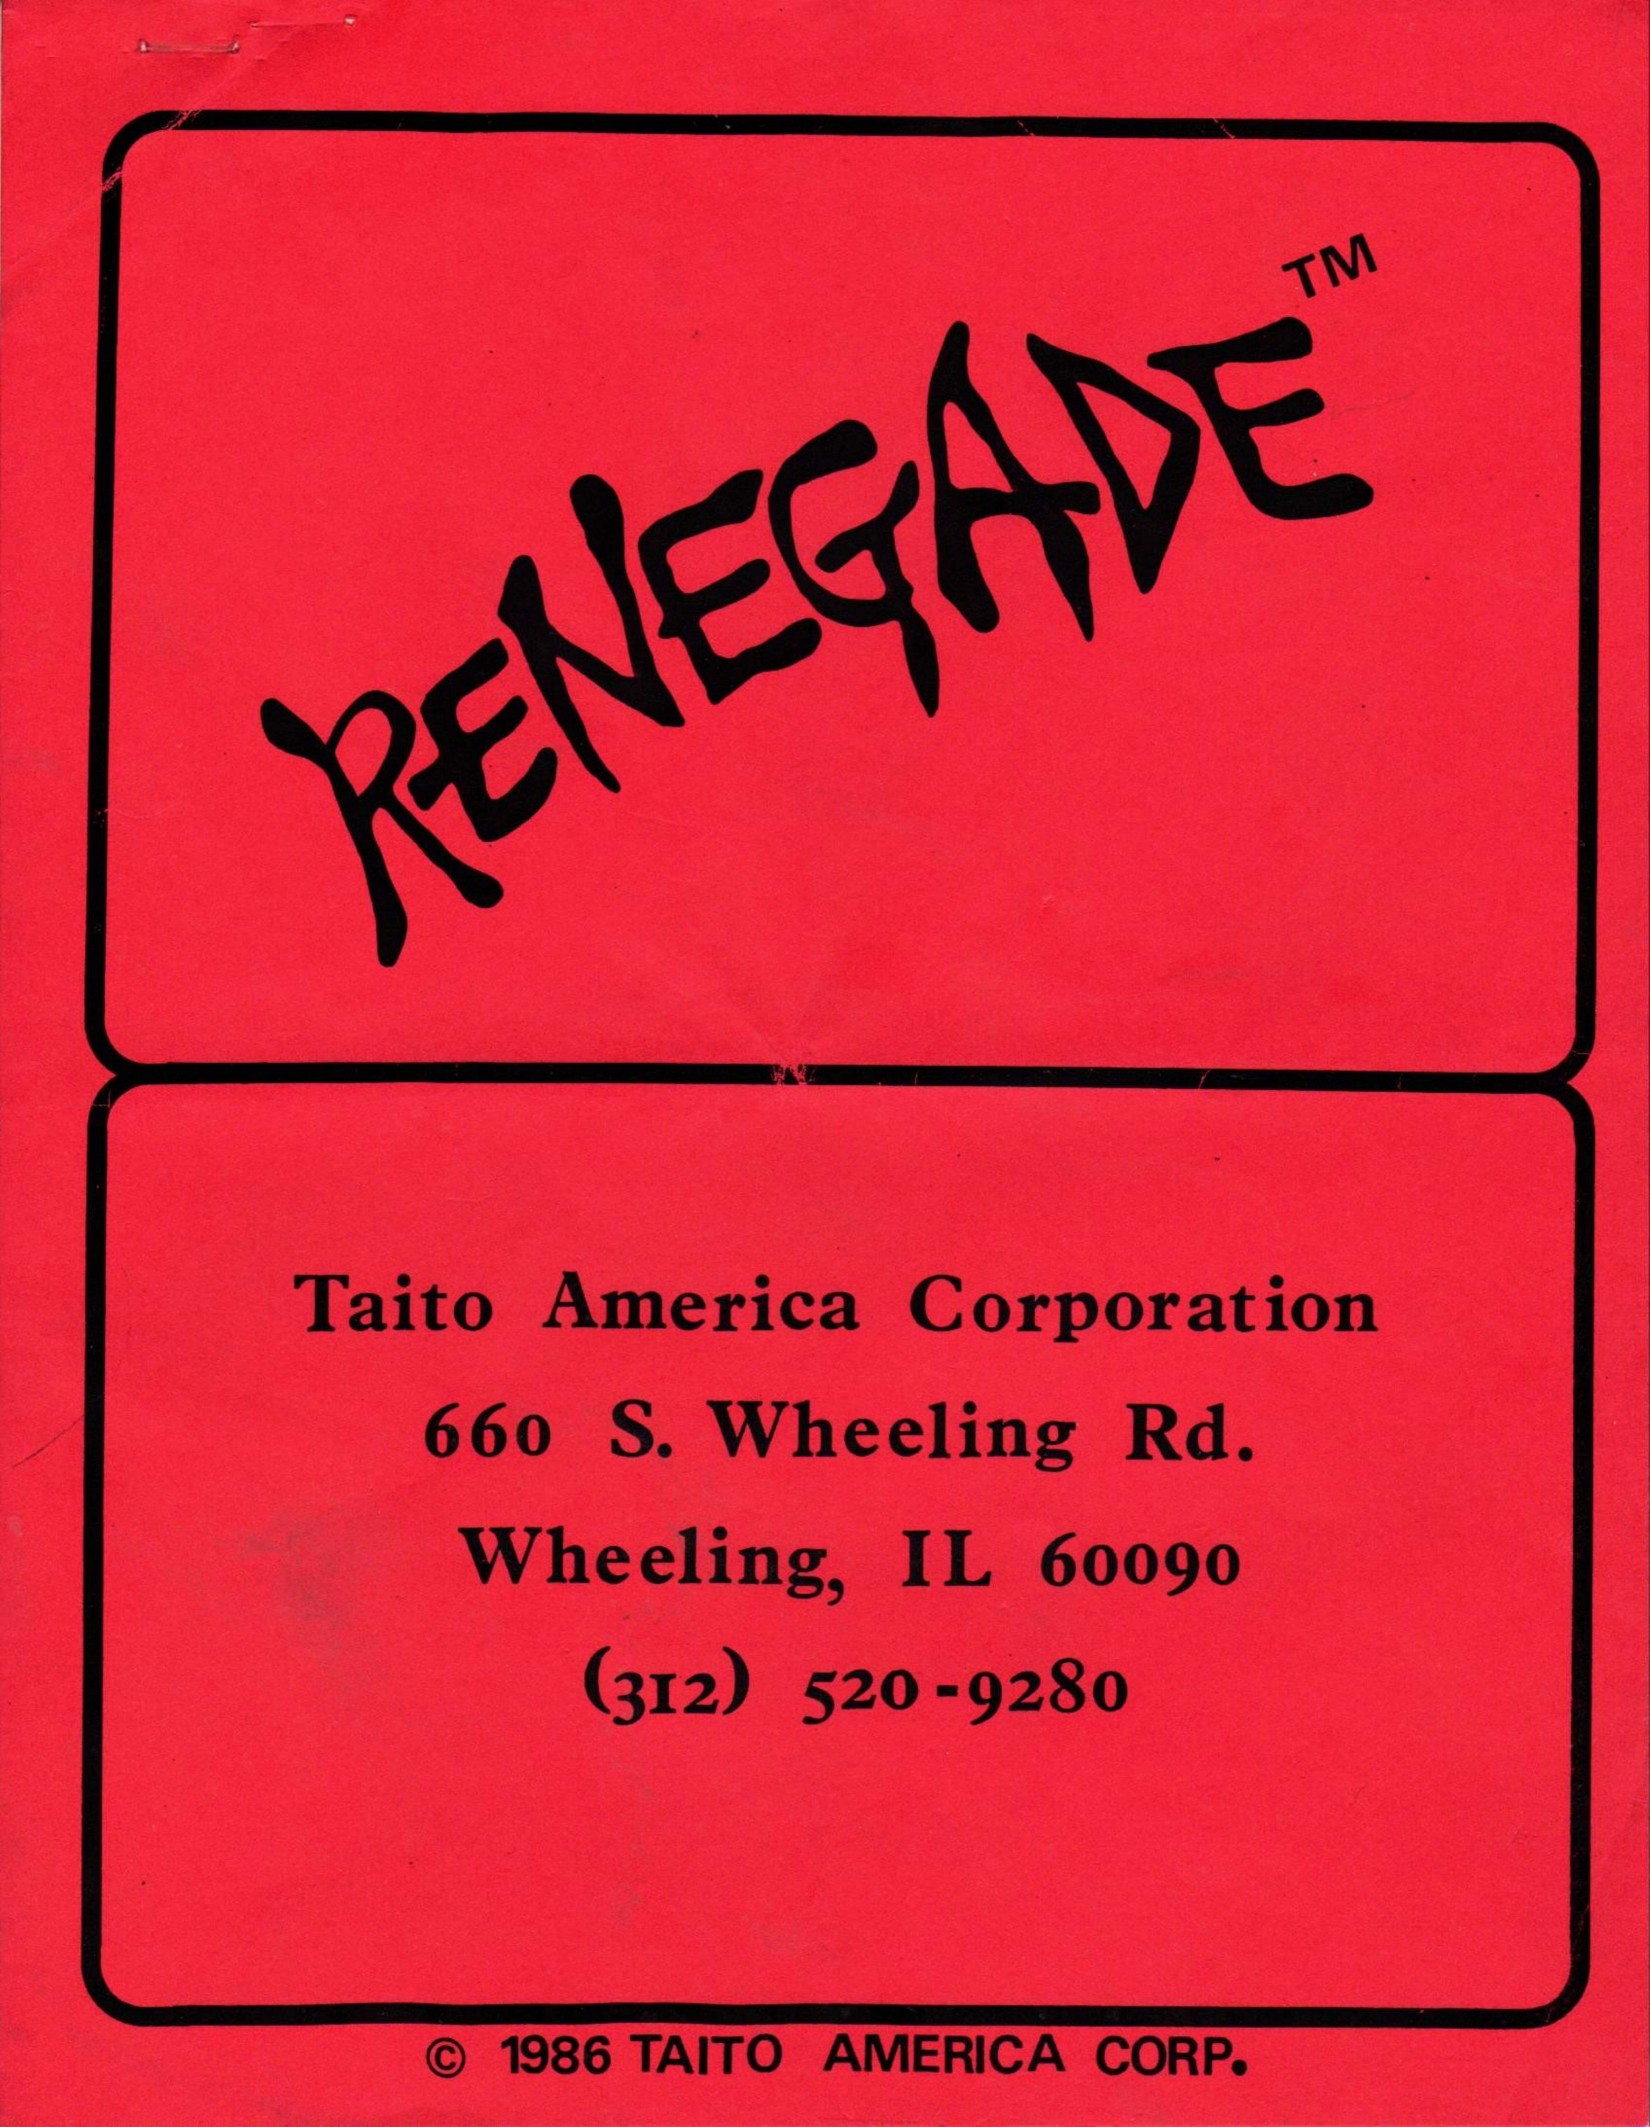 RENEGADE™
Taito America Corporation
660 S. Wheeling Rd.
Wheeling, IL 60090
(312) 520-9280
© 1986 TAITO AMERICA CORP.